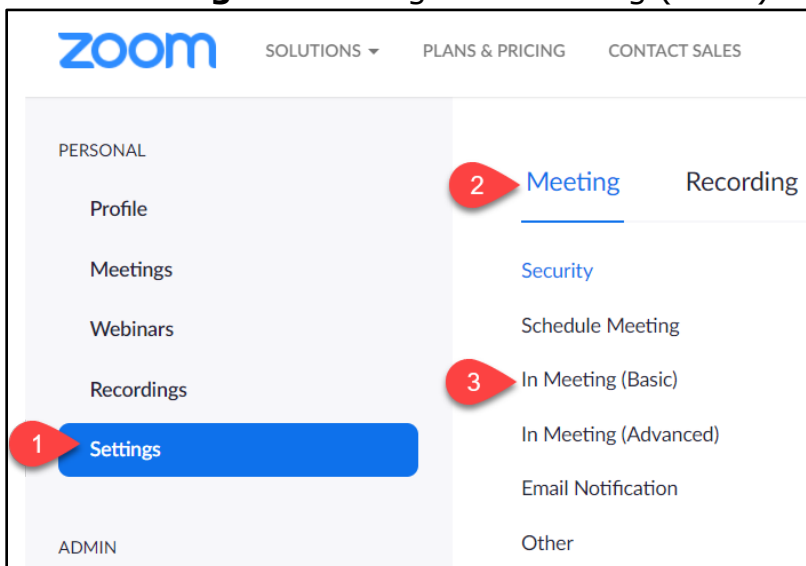 zoom SOLUTIONS PLANS & PRICING CONTACT SALES
PERSONAL
Profile
Meetings
Webinars
Recordings
1 Settings
ADMIN
2 Meeting Recording
Security
Schedule Meeting
3 In Meeting (Basic)
In Meeting (Advanced)
Email Notification
Other